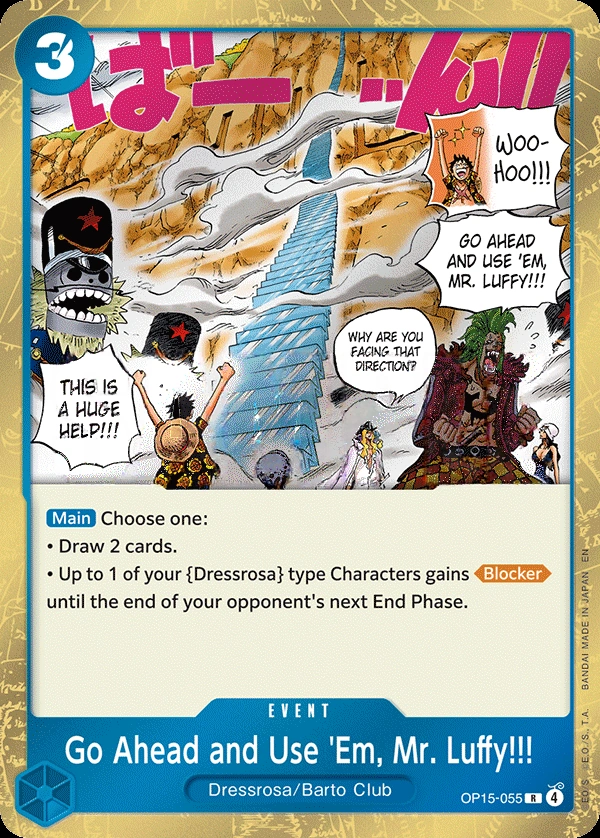 3
ばーーん!!
WOO-
HOO!!!
GO AHEAD
AND USE 'EM,
MR. LUFFY!!!
WHY ARE YOU
FACING THAT
DIRECTION?
THIS IS
A HUGE
HELP!!!
Main Choose one:
• Draw 2 cards.
• Up to 1 of your {Dressrosa} type Characters gains Blocker
until the end of your opponent's next End Phase.
EVENT
Go Ahead and Use 'Em, Mr. Luffy!!!
Dressrosa/Barto Club
OP15-055 R 4
©E.O./S., T.A. BANDAI MADE IN JAPAN EN